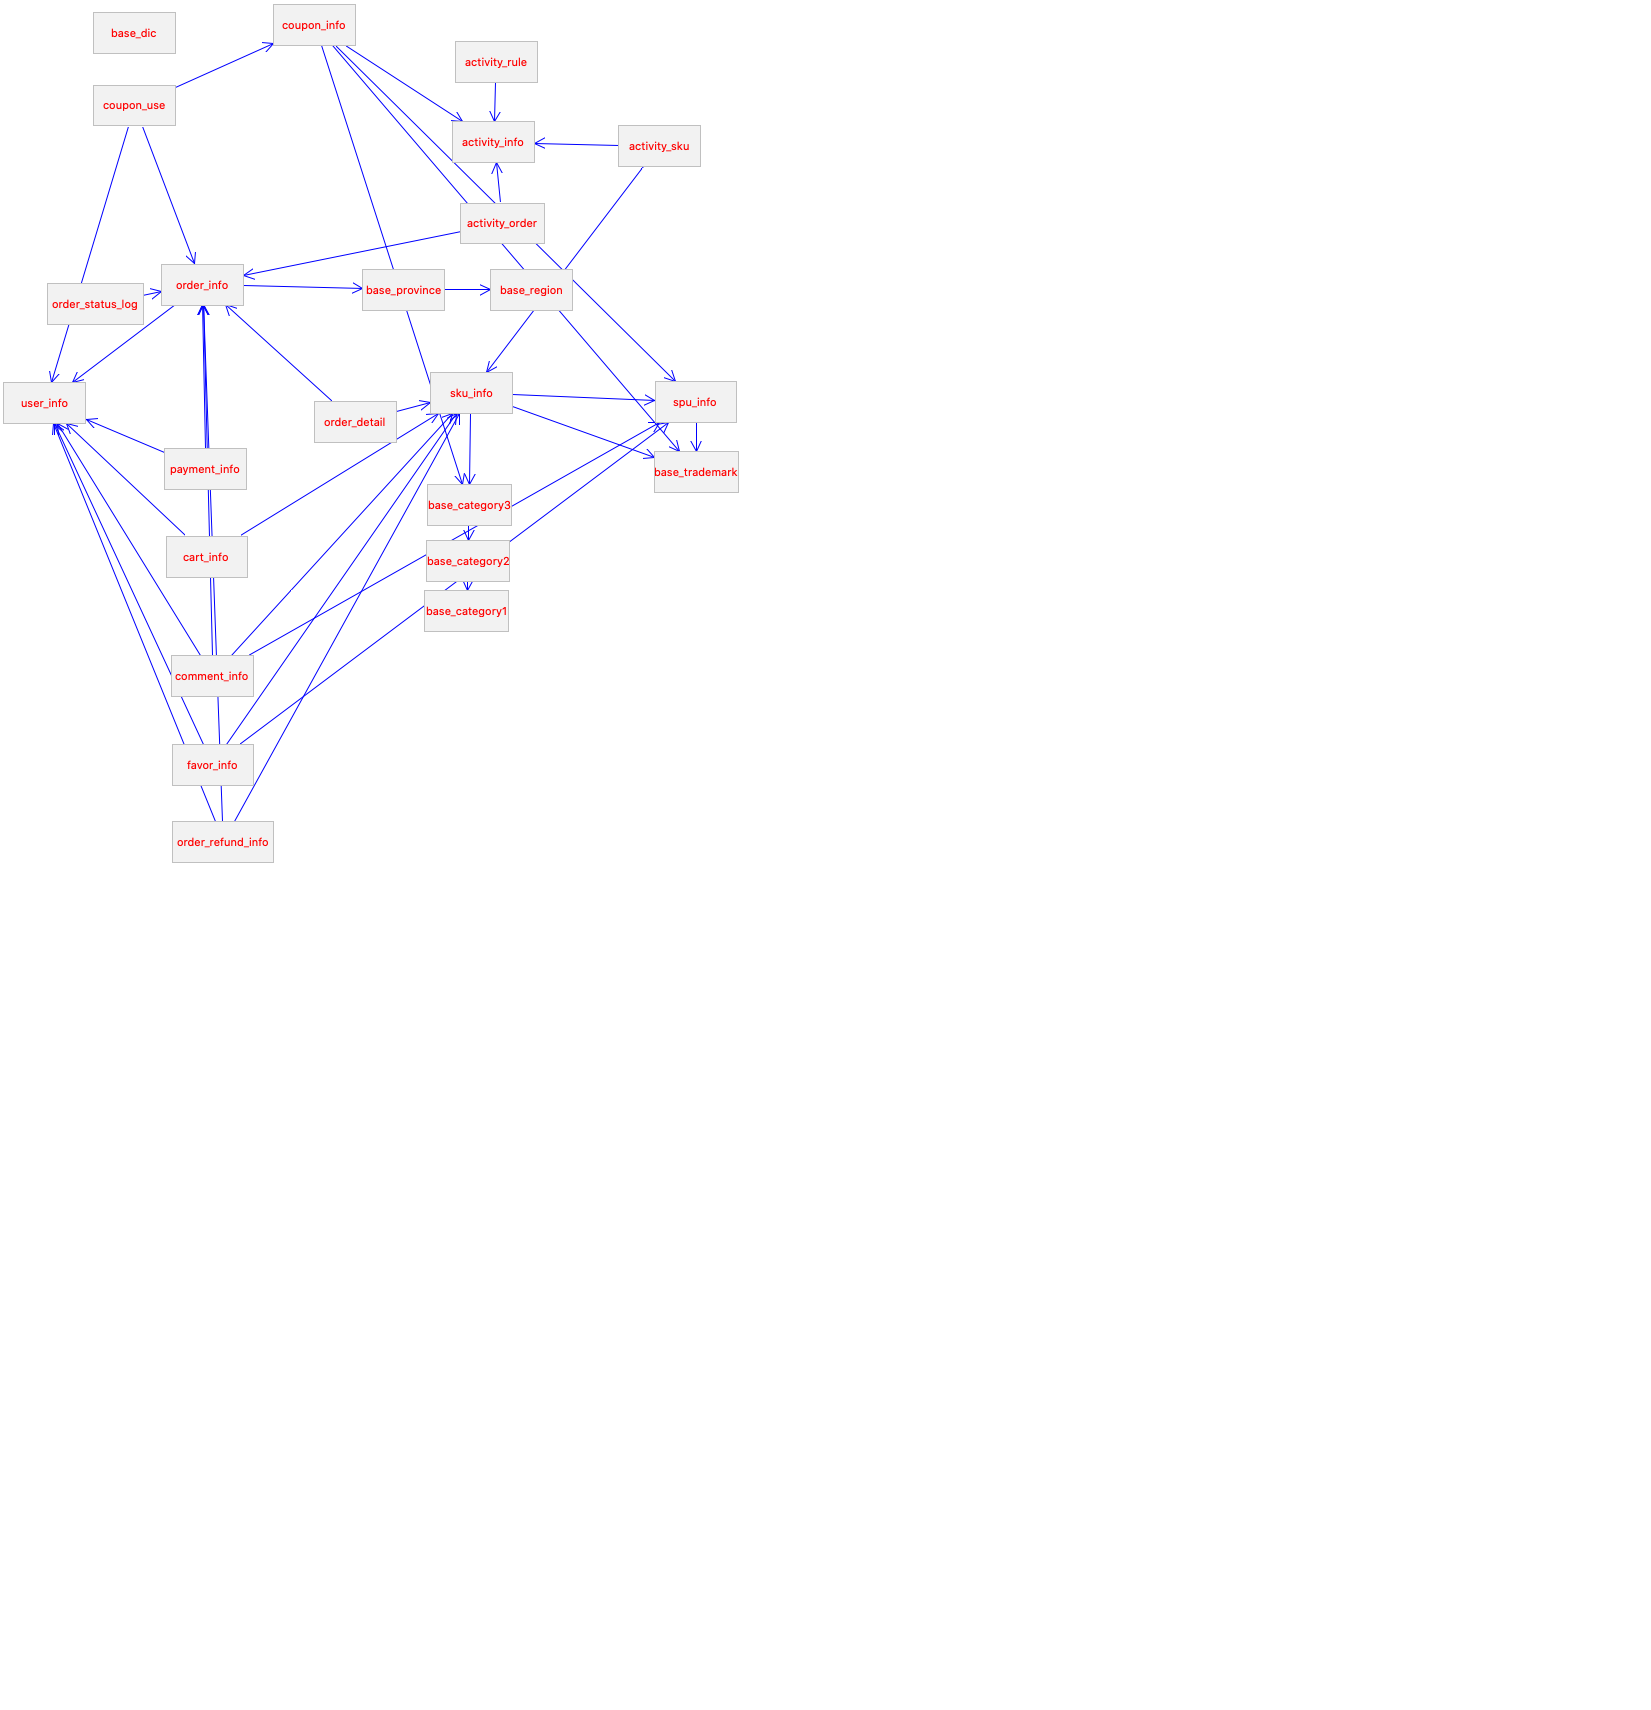 coupon_info
base_dic
activity_rule
coupon_use
activity_info
activity_sku
activity_order
order_info
base_province
base_region
order_status_log
sku_info
user_info
spu_info
order_detail
payment_info
base_trademark
base_category3
cart_info
base_category2
base_category1
comment_info
favor_info
order_refund_info